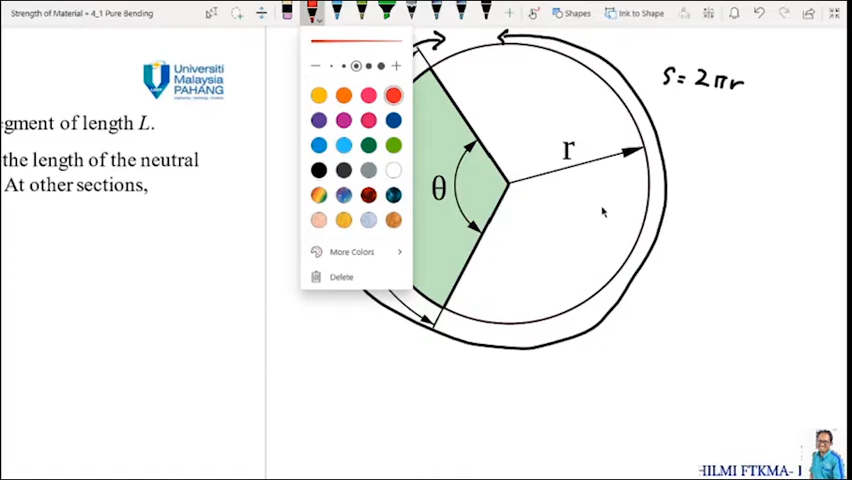 Strength of Material » 4_1 Pure Bending
Shapes
Ink to Shape
Universiti
Malaysia
PAHANG
egment of length L.
the length of the neutral
At other sections,
s = 2πr
r
θ
More Colors
Delete
HILMI FTKMA-